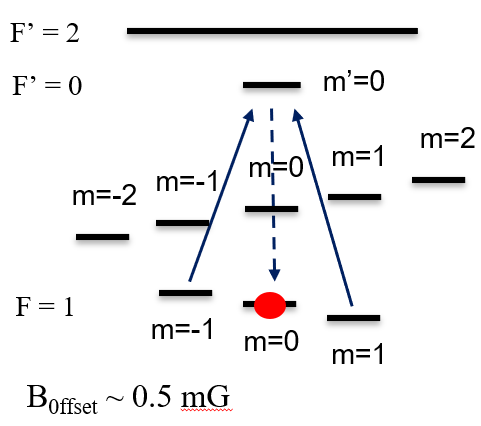 F’ = 2
F’ = 0
m’=0
m=2
m=1
m=0
m=-1
m=-2
F = 1
m=-1
m=0
m=1
B0ffset ~ 0.5 mG